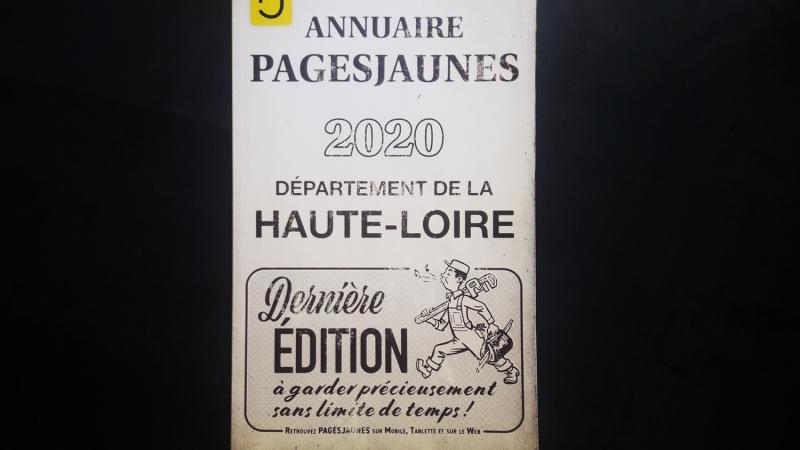 ANNUAIRE
PAGESJAUNES
2020
DÉPARTEMENT DE LA
HAUTE-LOIRE
Dernière
ÉDITION
à garder précieusement
sans limite de temps !
RETROUVEZ PAGESJAUNES SUR MOBILE, TABLETTE ET SUR LE WEB